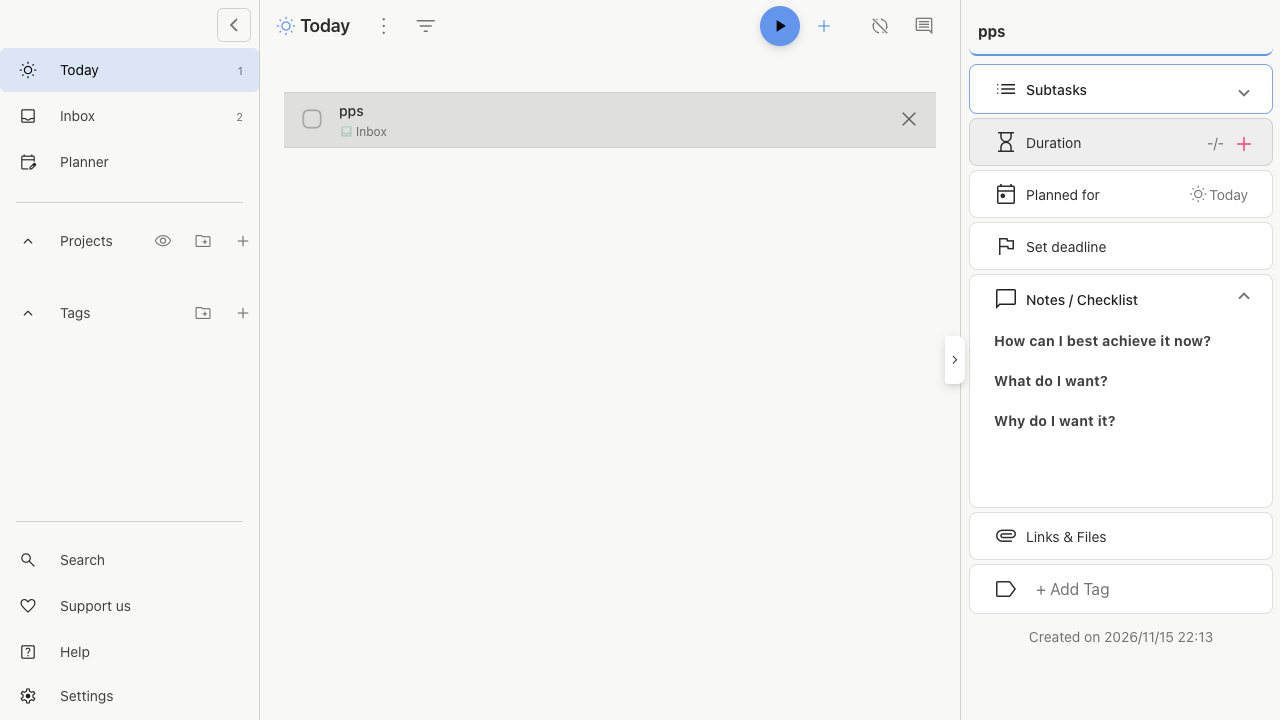 Today
1
Inbox
2
Planner
Projects
Tags
Search
Support us
Help
Settings
Today
pps
Inbox
pps
Subtasks
Duration
-/-
Planned for
Today
Set deadline
Notes / Checklist
How can I best achieve it now?
What do I want?
Why do I want it?
Links & Files
+ Add Tag
Created on 2026/11/15 22:13